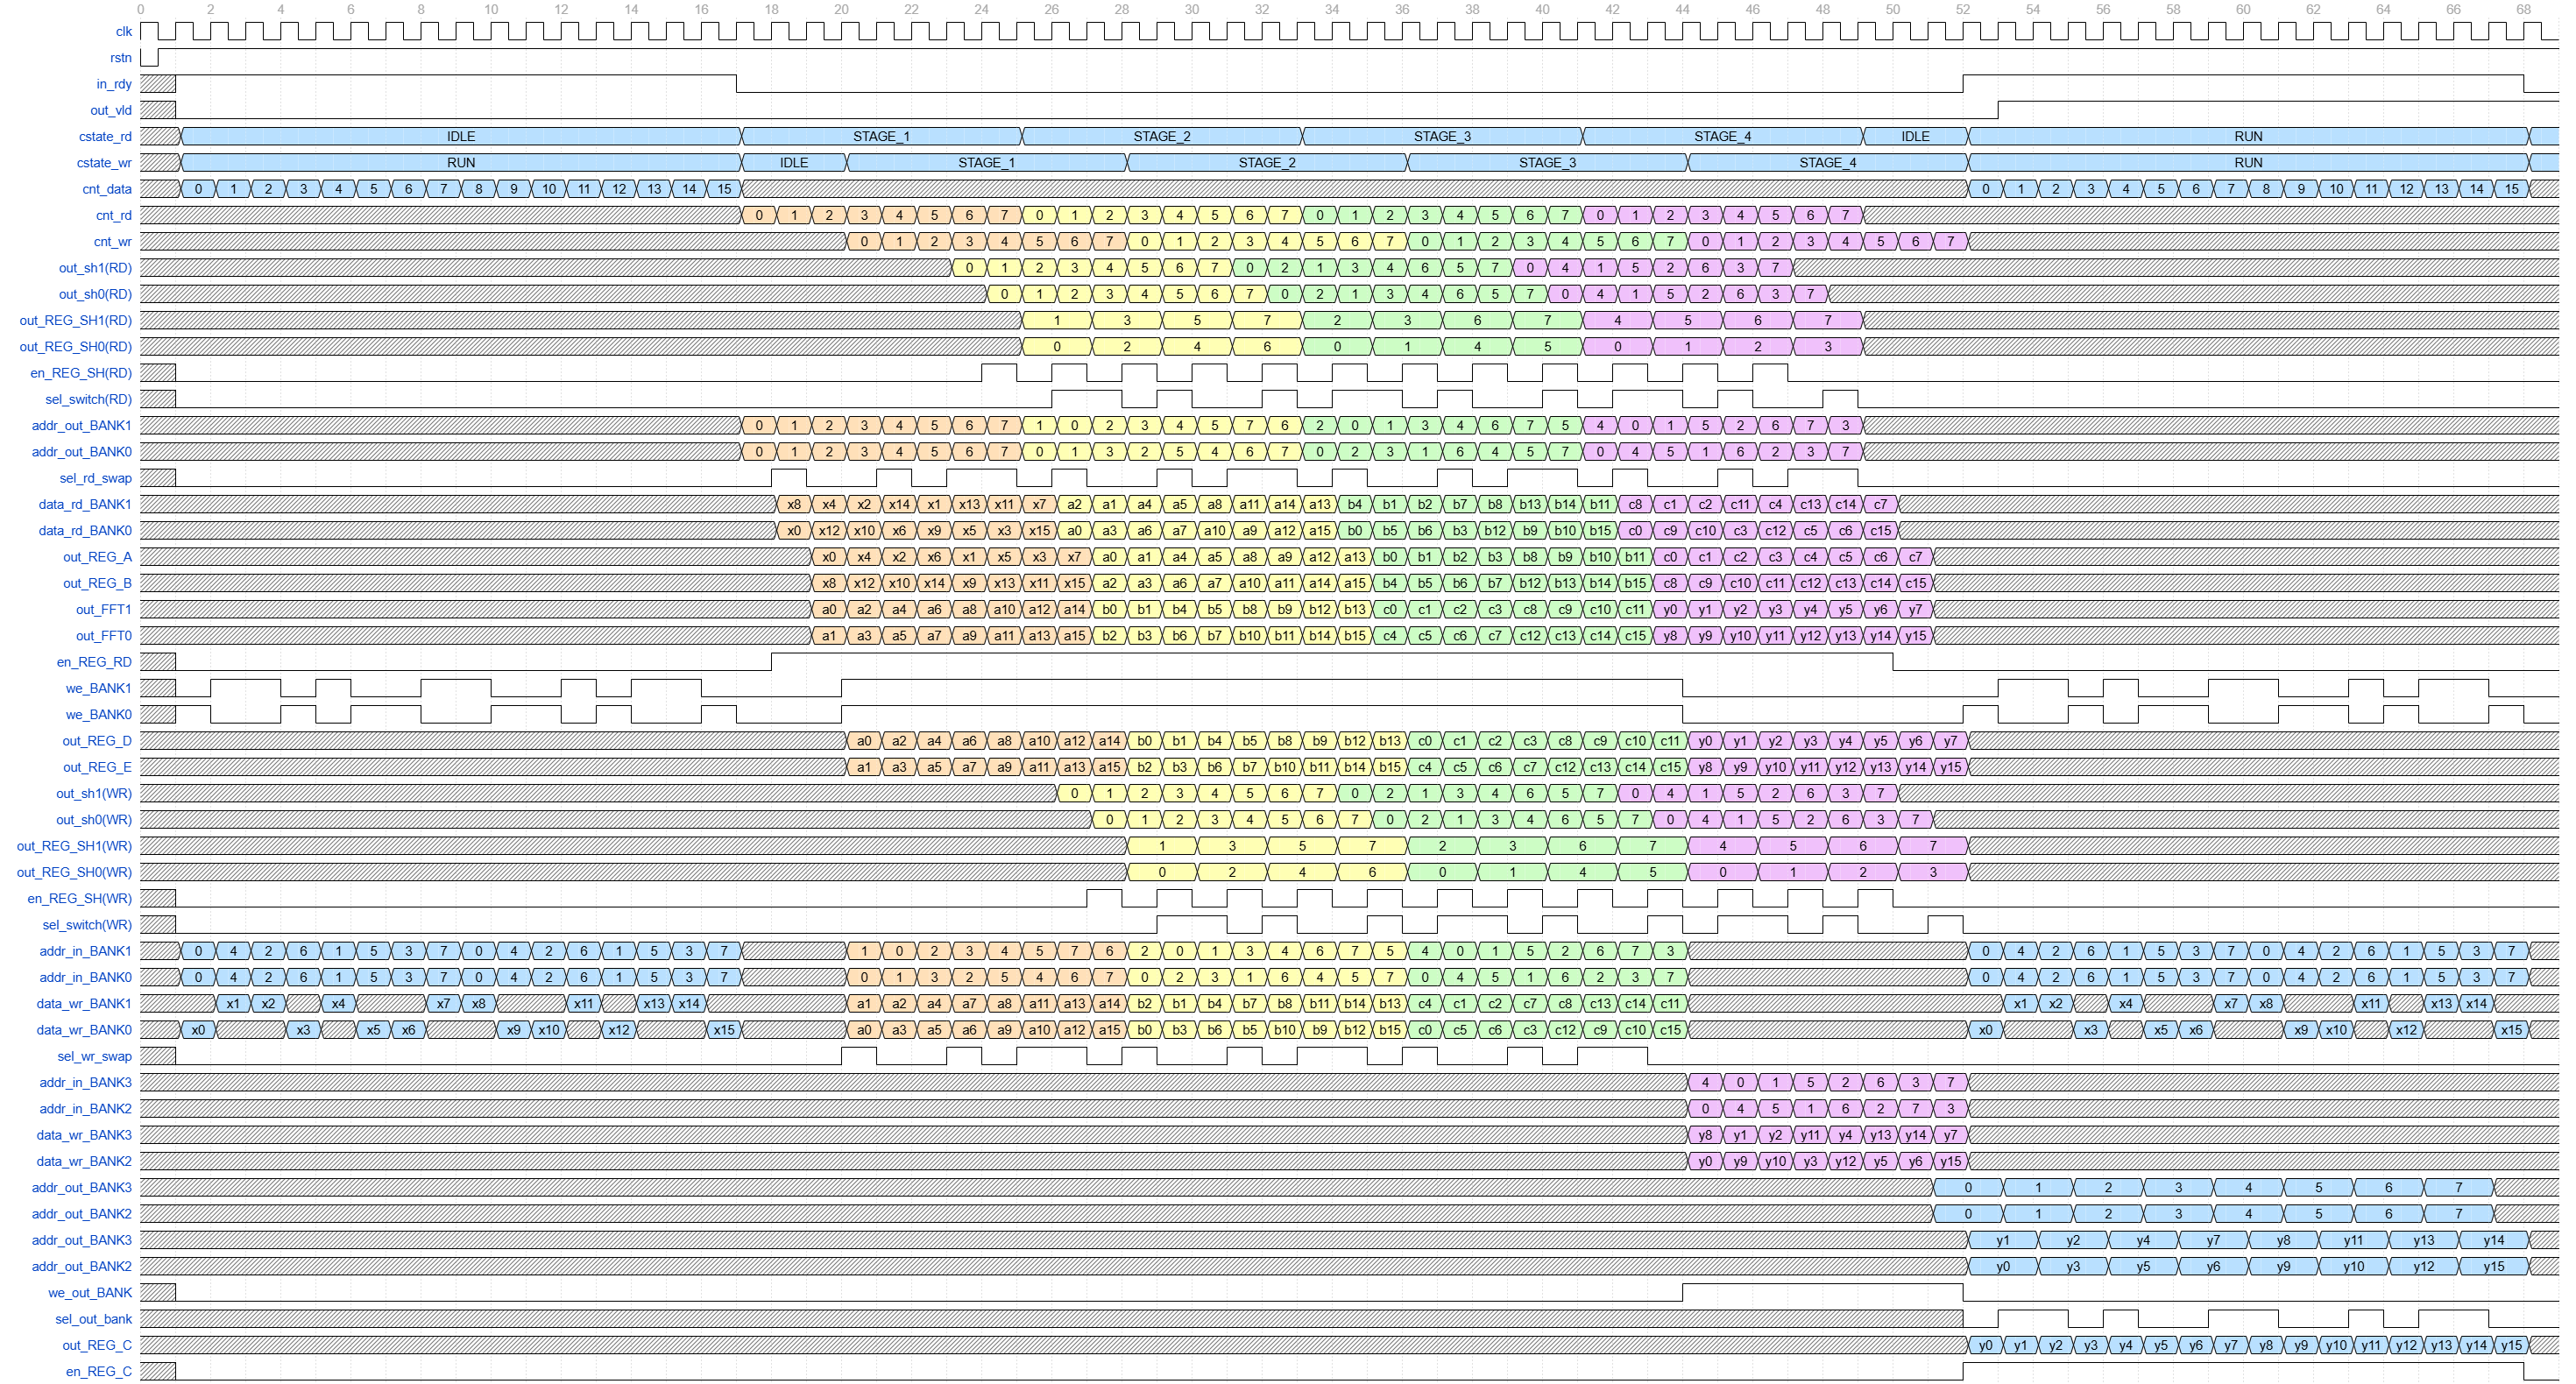 0 2 4 6 8 10 12 14 16 18 20 22 24 26 28 30 32 34 36 38 40 42 44 46 48 50 52 54 56 58 60 62 64 66 68
clk
rstn
in_rdy
out_vld
cstate_rd IDLE STAGE_1 STAGE_2 STAGE_3 STAGE_4 IDLE RUN
cstate_wr RUN IDLE STAGE_1 STAGE_2 STAGE_3 STAGE_4 RUN
cnt_data 0 1 2 3 4 5 6 7 8 9 10 11 12 13 14 15 0 1 2 3 4 5 6 7 8 9 10 11 12 13 14 15
cnt_rd 0 1 2 3 4 5 6 7 0 1 2 3 4 5 6 7 0 1 2 3 4 5 6 7 0 1 2 3 4 5 6 7
cnt_wr 0 1 2 3 4 5 6 7 0 1 2 3 4 5 6 7 0 1 2 3 4 5 6 7 0 1 2 3 4 5 6 7
out_sh1(RD) 0 1 2 3 4 5 6 7 0 2 1 3 4 6 5 7 0 4 1 5 2 6 3 7
out_sh0(RD) 0 1 2 3 4 5 6 7 0 2 1 3 4 6 5 7 0 4 1 5 2 6 3 7
out_REG_SH1(RD) 1 3 5 7 2 3 6 7 4 5 6 7
out_REG_SH0(RD) 0 2 4 6 0 1 4 5 0 1 2 3
en_REG_SH(RD)
sel_switch(RD)
addr_out_BANK1 0 1 2 3 4 5 6 7 1 0 2 3 4 5 7 6 2 0 1 3 4 6 7 5 4 0 1 5 2 6 7 3
addr_out_BANK0 0 1 2 3 4 5 6 7 0 1 3 2 5 4 6 7 0 2 3 1 6 4 5 7 0 4 5 1 6 2 3 7
sel_rd_swap
data_rd_BANK1 x8 x4 x2 x14 x1 x13 x11 x7 a2 a1 a4 a5 a8 a11 a14 a13 b4 b1 b2 b7 b8 b13 b14 b11 c8 c1 c2 c11 c4 c13 c14 c7
data_rd_BANK0 x0 x12 x10 x6 x9 x5 x3 x15 a0 a3 a6 a7 a10 a9 a12 a15 b0 b5 b6 b3 b12 b9 b10 b15 c0 c9 c10 c3 c12 c5 c6 c15
out_REG_A x0 x4 x2 x6 x1 x5 x3 x7 a0 a1 a4 a5 a8 a9 a12 a13 b0 b1 b2 b3 b8 b9 b10 b11 c0 c1 c2 c3 c4 c5 c6 c7
out_REG_B x8 x12 x10 x14 x9 x13 x11 x15 a2 a3 a6 a7 a10 a11 a14 a15 b4 b5 b6 b7 b12 b13 b14 b15 c8 c9 c10 c11 c12 c13 c14 c15
out_FFT1 a0 a2 a4 a6 a8 a10 a12 a14 b0 b1 b4 b5 b8 b9 b12 b13 c0 c1 c2 c3 c8 c9 c10 c11 y0 y1 y2 y3 y4 y5 y6 y7
out_FFT0 a1 a3 a5 a7 a9 a11 a13 a15 b2 b3 b6 b7 b10 b11 b14 b15 c4 c5 c6 c7 c12 c13 c14 c15 y8 y9 y10 y11 y12 y13 y14 y15
en_REG_RD
we_BANK1
we_BANK0
out_REG_D a0 a2 a4 a6 a8 a10 a12 a14 b0 b1 b4 b5 b8 b9 b12 b13 c0 c1 c2 c3 c8 c9 c10 c11 y0 y1 y2 y3 y4 y5 y6 y7
out_REG_E a1 a3 a5 a7 a9 a11 a13 a15 b2 b3 b6 b7 b10 b11 b14 b15 c4 c5 c6 c7 c12 c13 c14 c15 y8 y9 y10 y11 y12 y13 y14 y15
out_sh1(WR) 0 1 2 3 4 5 6 7 0 2 1 3 4 6 5 7 0 4 1 5 2 6 3 7
out_sh0(WR) 0 1 2 3 4 5 6 7 0 2 1 3 4 6 5 7 0 4 1 5 2 6 3 7
out_REG_SH1(WR) 1 3 5 7 2 3 6 7 4 5 6 7
out_REG_SH0(WR) 0 2 4 6 0 1 4 5 0 1 2 3
en_REG_SH(WR)
sel_switch(WR)
addr_in_BANK1 0 4 2 6 1 5 3 7 0 4 2 6 1 5 3 7 1 0 2 3 4 5 7 6 2 0 1 3 4 6 7 5 4 0 1 5 2 6 7 3 0 4 2 6 1 5 3 7 0 4 2 6 1 5 3 7
addr_in_BANK0 0 4 2 6 1 5 3 7 0 4 2 6 1 5 3 7 0 1 3 2 5 4 6 7 0 2 3 1 6 4 5 7 0 4 5 1 6 2 3 7 0 4 2 6 1 5 3 7 0 4 2 6 1 5 3 7
data_wr_BANK1 x1 x2 x4 x7 x8 x11 x13 x14 a1 a2 a4 a7 a8 a11 a13 a14 b2 b1 b4 b7 b8 b11 b14 b13 c4 c1 c2 c7 c8 c13 c14 c11 x1 x2 x4 x7 x8 x11 x13 x14
data_wr_BANK0 x0 x3 x5 x6 x9 x10 x12 x15 a0 a3 a5 a6 a9 a10 a12 a15 b0 b3 b6 b5 b10 b9 b12 b15 c0 c5 c6 c3 c12 c9 c10 c15 x0 x3 x5 x6 x9 x10 x12 x15
sel_wr_swap
addr_in_BANK3 4 0 1 5 2 6 3 7
addr_in_BANK2 0 4 5 1 6 2 7 3
data_wr_BANK3 y8 y1 y2 y11 y4 y13 y14 y7
data_wr_BANK2 y0 y9 y10 y3 y12 y5 y6 y15
addr_out_BANK3 0 1 2 3 4 5 6 7
addr_out_BANK2 0 1 2 3 4 5 6 7
addr_out_BANK3 y1 y2 y4 y7 y8 y11 y13 y14
addr_out_BANK2 y0 y3 y5 y6 y9 y10 y12 y15
we_out_BANK
sel_out_bank
out_REG_C y0 y1 y2 y3 y4 y5 y6 y7 y8 y9 y10 y11 y12 y13 y14 y15
en_REG_C